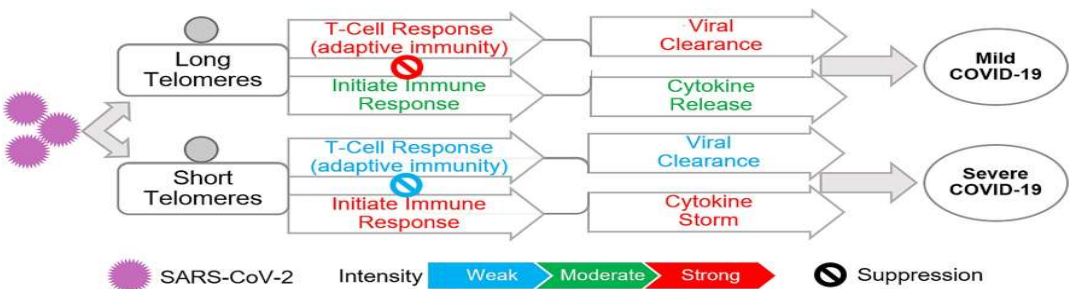 Long
Telomeres
T-Cell Response
(adaptive immunity)
Initiate Immune
Response
Viral
Clearance
Cytokine
Release
Mild
COVID-19
Short
Telomeres
T-Cell Response
(adaptive immunity)
Initiate Immune
Response
Viral
Clearance
Cytokine
Storm
Severe
COVID-19
SARS-CoV-2
Intensity
Weak
Moderate
Strong
Suppression